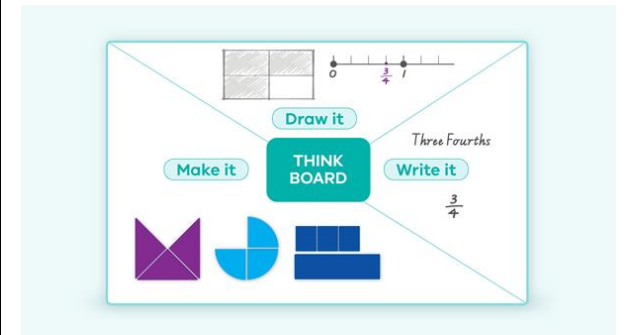 0
3/4
1
Draw it
Three Fourths
Make it
THINK
BOARD
Write it
3/4